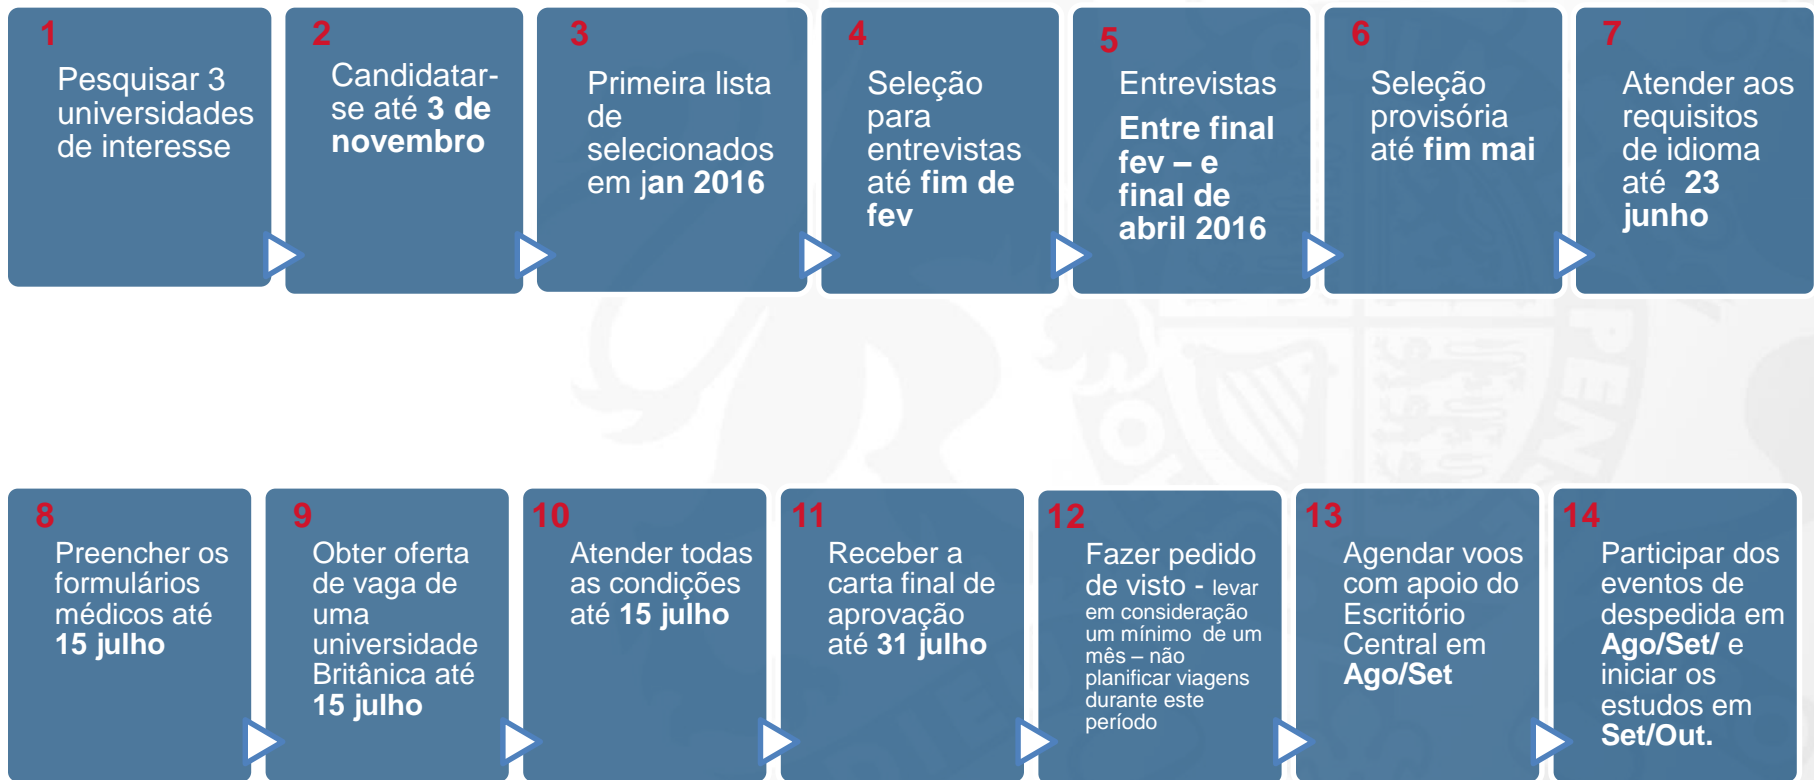 1
Pesquisar 3
universidades
de interesse
2
Candidatar-
se até 3 de
novembro
3
Primeira lista
de
selecionados
em jan 2016
4
Seleção
para
entrevistas
até fim de
fev
5
Entrevistas
Entre final
fev – e
final de
abril 2016
6
Seleção
provisória
até fim mai
7
Atender aos
requisitos
de idioma
até 23
junho
8
Preencher os
formulários
médicos até
15 julho
9
Obter oferta
de vaga de
uma
universidade
Britânica até
15 julho
10
Atender todas
as condições
até 15 julho
11
Receber a
carta final de
aprovação
até 31 julho
12
Fazer pedido
de visto - levar
em consideração
um mínimo de um
mês – não
planificar viagens
durante este
período
13
Agendar voos
com apoio do
Escritório
Central em
Ago/Set
14
Participar dos
eventos de
despedida em
Ago/Set/ e
iniciar os
estudos em
Set/Out.